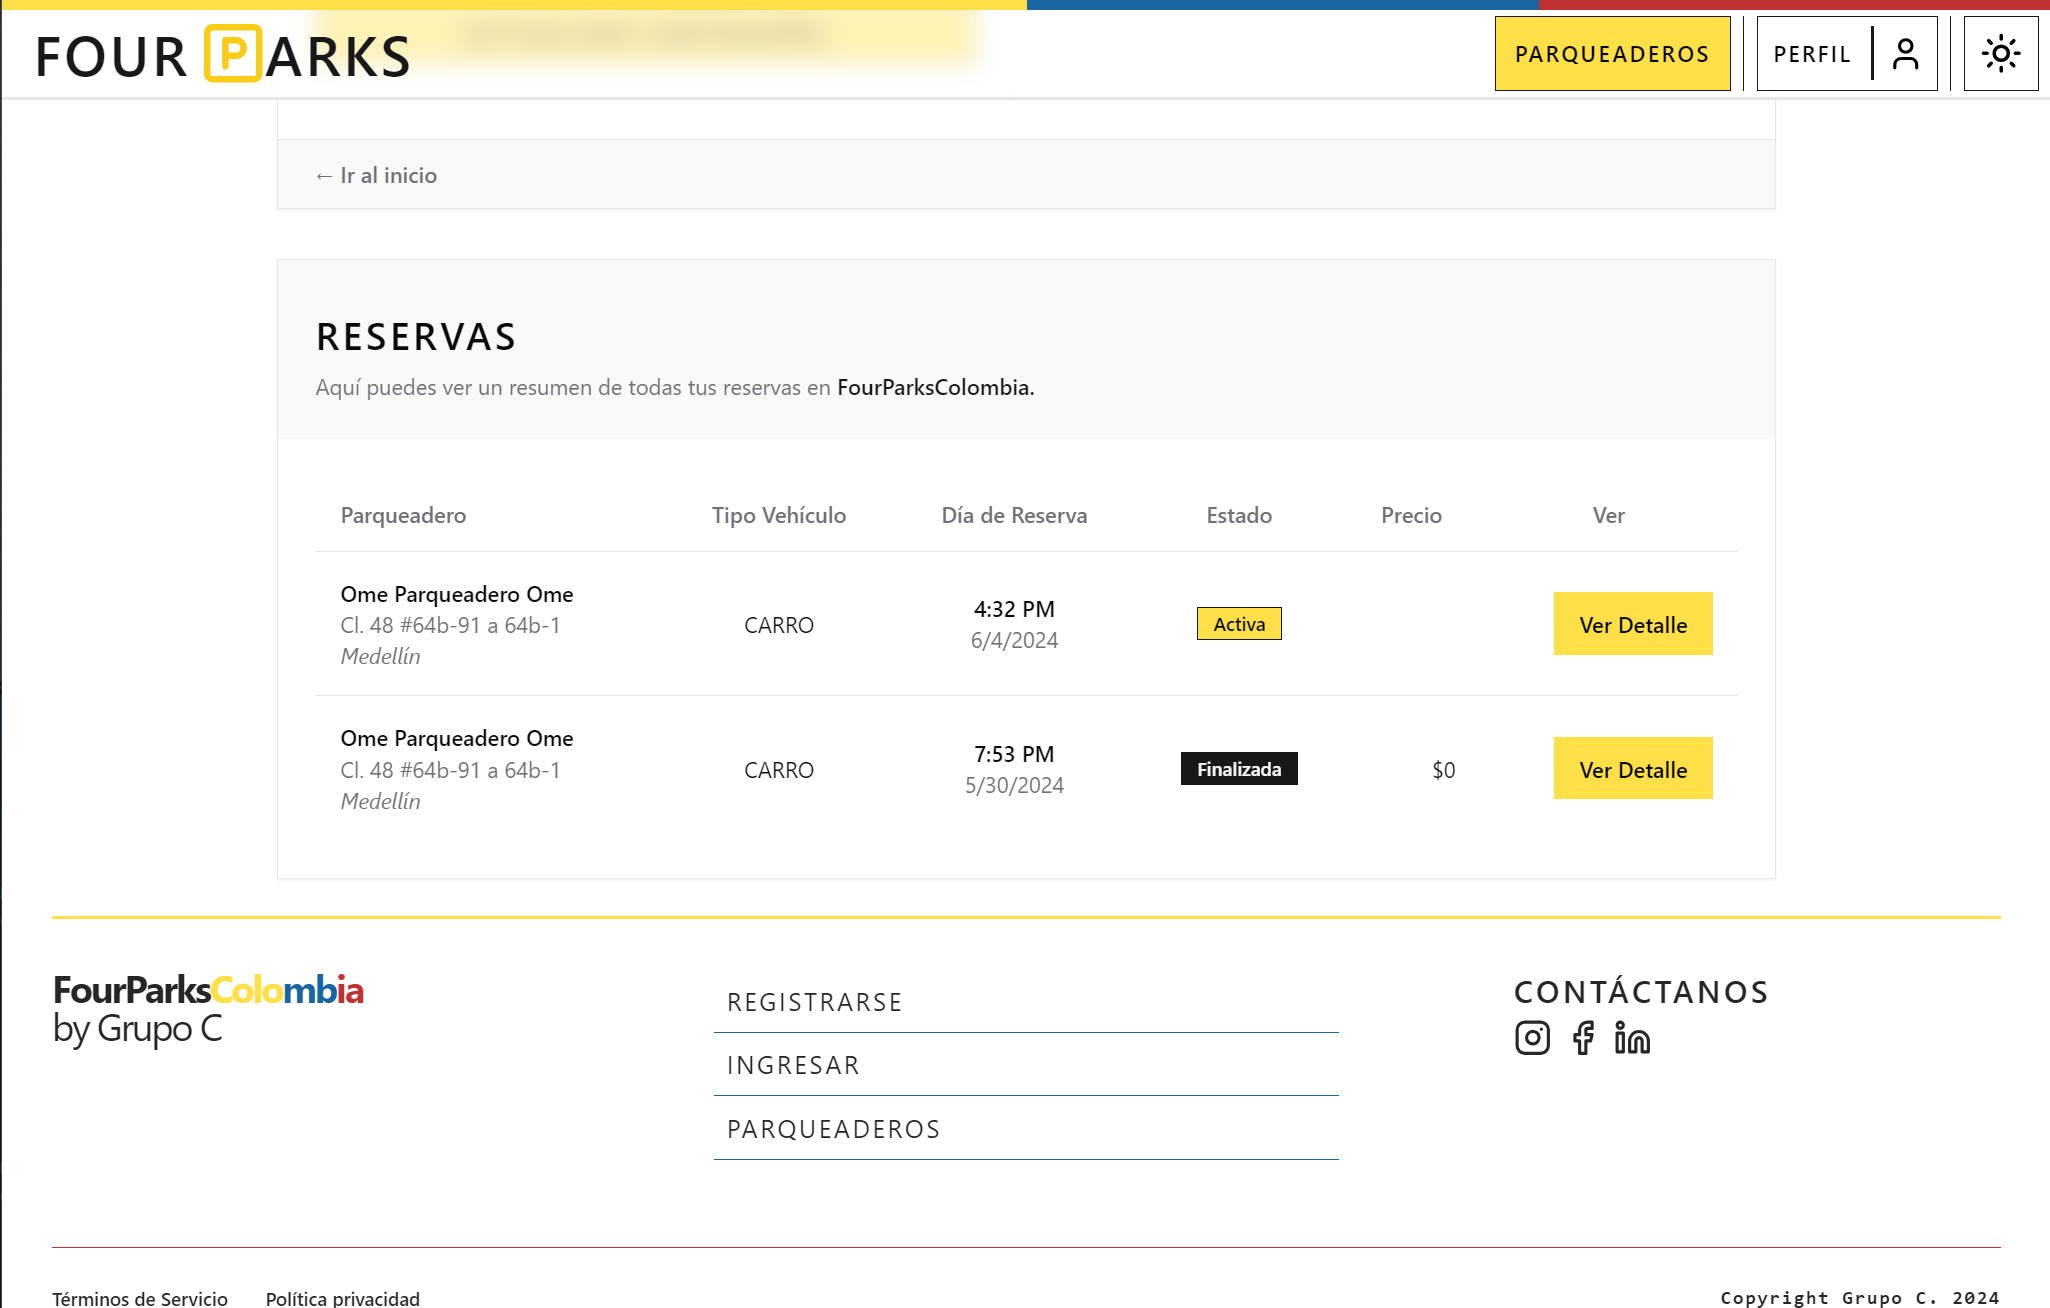 FOUR PARKS
PARQUEADEROS
PERFIL
← Ir al inicio
RESERVAS
Aquí puedes ver un resumen de todas tus reservas en FourParksColombia.
Parqueadero Tipo Vehículo Día de Reserva Estado Precio Ver
Ome Parqueadero Ome
Cl. 48 #64b-91 a 64b-1
Medellín
CARRO
4:32 PM
6/4/2024
Activa
Ver Detalle
Ome Parqueadero Ome
Cl. 48 #64b-91 a 64b-1
Medellín
CARRO
7:53 PM
5/30/2024
Finalizada
$0
Ver Detalle
FourParksColombia
by Grupo C
REGISTRARSE
INGRESAR
PARQUEADEROS
CONTÁCTANOS
Términos de Servicio Política privacidad
Copyright Grupo C. 2024